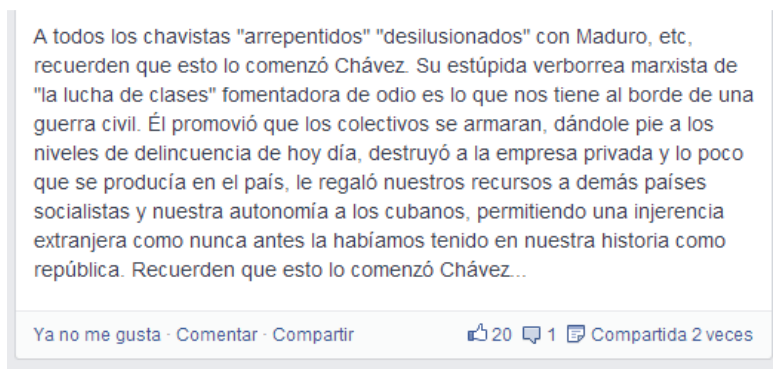 A todos los chavistas "arrepentidos" "desilusionados" con Maduro, etc,
recuerden que esto lo comenzó Chávez. Su estúpida verborrea marxista de
"la lucha de clases" fomentadora de odio es lo que nos tiene al borde de una
guerra civil. Él promovió que los colectivos se armaran, dándole pie a los
niveles de delincuencia de hoy día, destruyó a la empresa privada y lo poco
que se producía en el país, le regaló nuestros recursos a demás países
socialistas y nuestra autonomía a los cubanos, permitiendo una injerencia
extranjera como nunca antes la habíamos tenido en nuestra historia como
república. Recuerden que esto lo comenzó Chávez...
Ya no me gusta · Comentar · Compartir 20 1 Compartida 2 veces